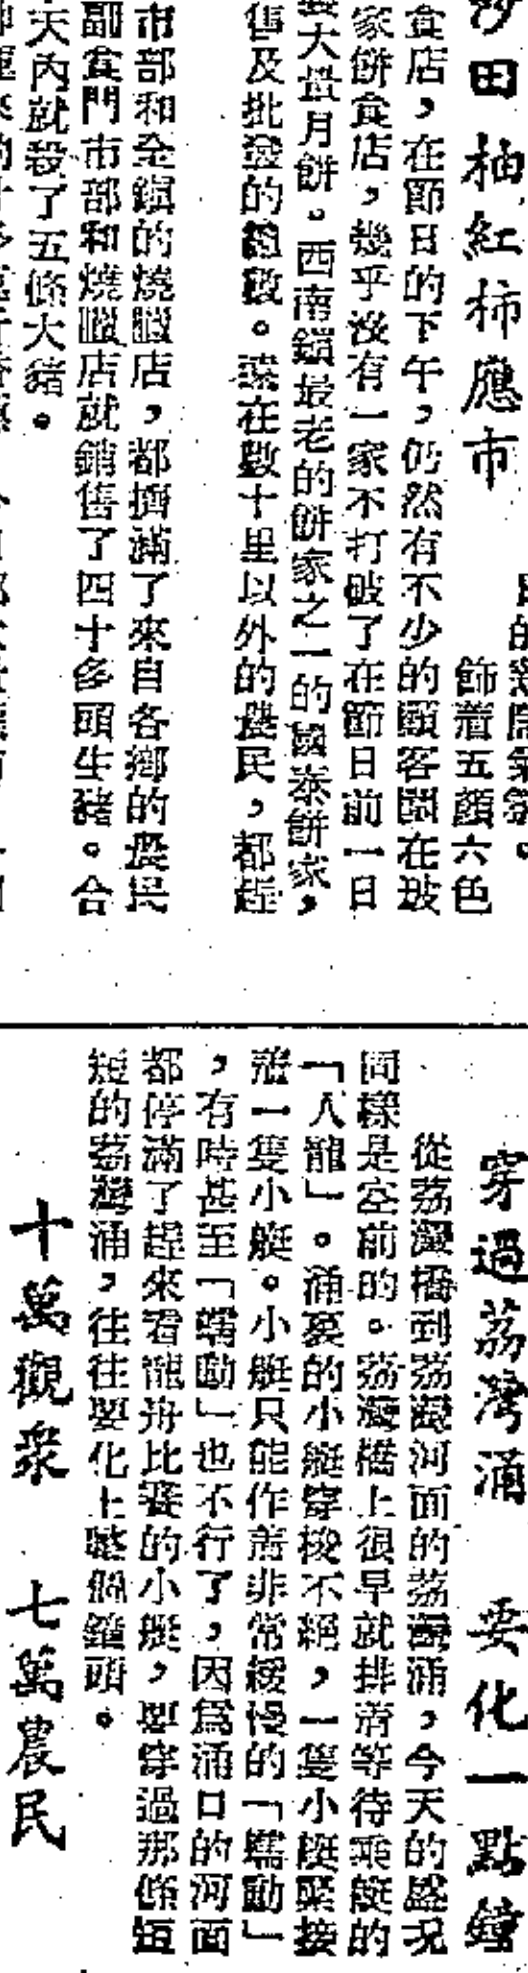 沙田柚紅柿應市
飾着五顏六色
食店，在節日的下午，仍然有不少的顧客圍在玻
家餅食店，幾乎沒有一家不打破了在節日前一日
大量月餅。西南鎮最老的餅家之一的國泰餅家，
售及批發的總數。遠在數十里以外的農民，都趕
市部和全鎮的燒臘店，都擠滿了來自各鄉的農民
副食門市部和燒臘店就銷售了四十多頭生豬。合
天內就殺了五條大豬。
穿過荔灣涌　要化一點鐘
從荔灣橋到荔灣河面的荔灣涌，今天的盛况
同樣是空前的。荔灣橋上很早就排着等待乘艇的
「人龍」。涌裏的小艇穿梭不絕，一隻小艇緊接
着一隻小艇。小艇只能作着非常緩慢的「蠕動」
，有時甚至「蠕動」也不行了，因爲涌口的河面
都停滿了趕來看龍舟比賽的小艇，要穿過那條短
短的荔灣涌，往往要化上整個鐘頭。
十萬觀衆　七萬農民